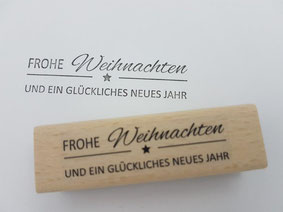 FROHE Weihnachten
UND EIN GLÜCKLICHES NEUES JAHR
FROHE Weihnachten
UND EIN GLÜCKLICHES NEUES JAHR